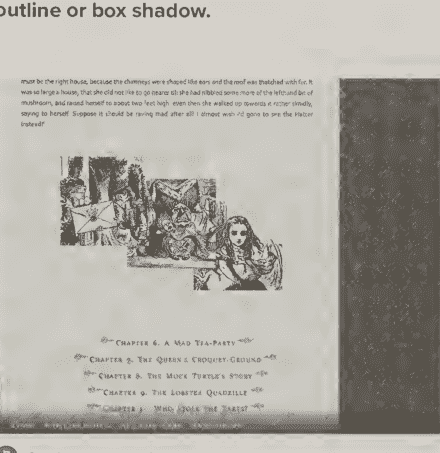 outline or box shadow.
must be the right house, because the chimneys were shaped like ears and the roof was thatched with fur. It
was so large a house, that she did not like to go nearer till she had nibbled some more of the lefthand bit of
mushroom, and raised herself to about two feet high even then she walked up towards it rather timidly,
saying to herself Suppose it should be raving mad after all! I almost wish I'd gone to see the Hatter
instead!'
CHAPTER 6. A MAD TEA-PARTY
CHAPTER 7. THE QUEEN'S CROQUET-GROUND
CHAPTER 8. THE MOCK TURTLE'S STORY
CHAPTER 9. THE LOBSTER QUADRILLE
CHAPTER WHO STOLE THE TARTS?